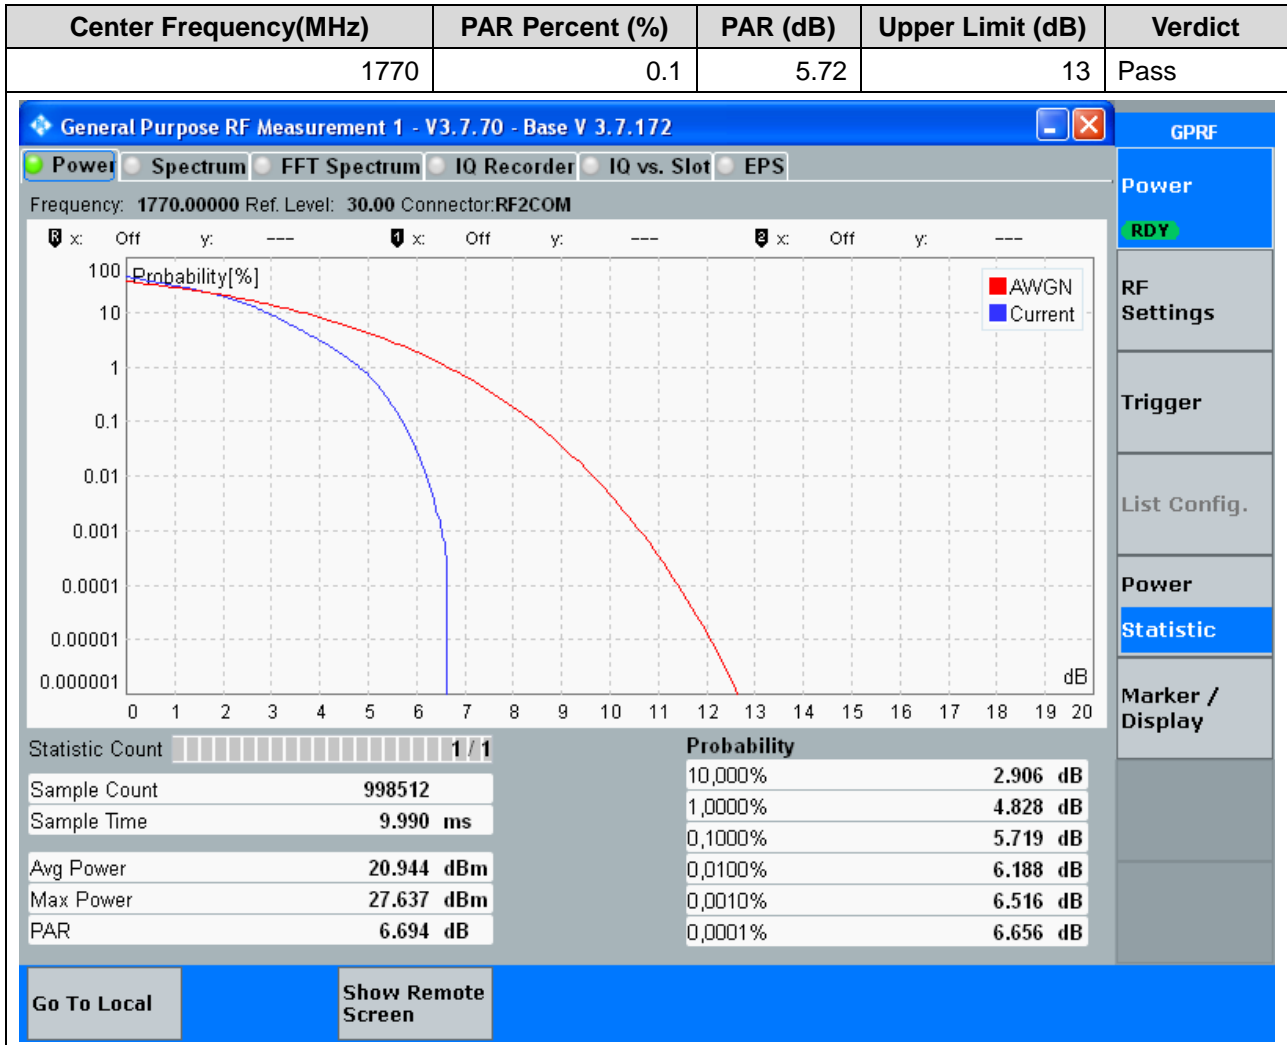 Center Frequency(MHz) PAR Percent (%) PAR (dB) Upper Limit (dB) Verdict
1770 0.1 5.72 13 Pass
General Purpose RF Measurement 1 - V3.7.70 - Base V 3.7.172
GPRF
Power Spectrum FFT Spectrum IQ Recorder IQ vs. Slot EPS
Power
RDY
Frequency: 1770.00000 Ref. Level: 30.00 Connector:RF2COM
R x: Off y: --- 1 x: Off y: --- 2 x: Off y: ---
Probability[%]
100
10
1
0.1
0.01
0.001
0.0001
0.00001
0.000001
AWGN
Current
dB
0 1 2 3 4 5 6 7 8 9 10 11 12 13 14 15 16 17 18 19 20
RF
Settings
Trigger
List Config.
Power
Statistic
Marker /
Display
Statistic Count 1 / 1
Sample Count 998512
Sample Time 9.990 ms
Avg Power 20.944 dBm
Max Power 27.637 dBm
PAR 6.694 dB
Probability
10,000% 2.906 dB
1,0000% 4.828 dB
0,1000% 5.719 dB
0,0100% 6.188 dB
0,0010% 6.516 dB
0,0001% 6.656 dB
Go To Local
Show Remote
Screen